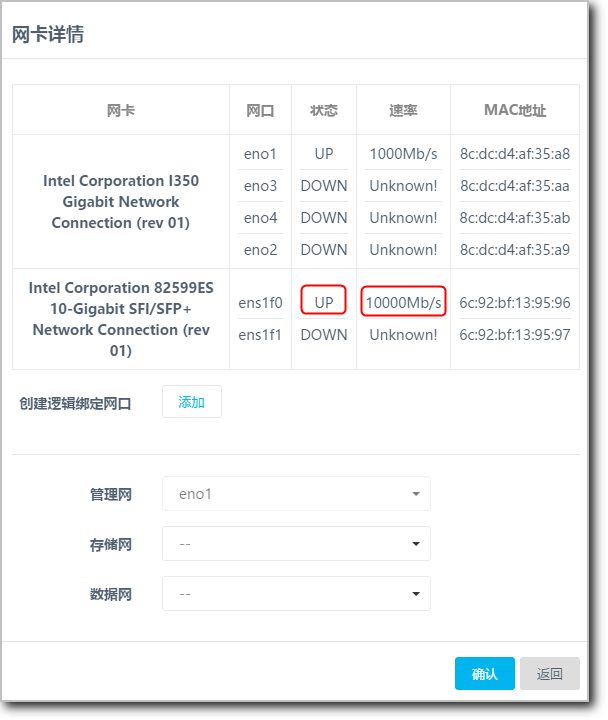 网卡详情
网卡 网口 状态 速率 MAC地址
Intel Corporation I350
Gigabit Network
Connection (rev 01)
eno1 UP 1000Mb/s 8c:dc:d4:af:35:a8
eno3 DOWN Unknown! 8c:dc:d4:af:35:aa
eno4 DOWN Unknown! 8c:dc:d4:af:35:ab
eno2 DOWN Unknown! 8c:dc:d4:af:35:a9
Intel Corporation 82599ES
10-Gigabit SFI/SFP+
Network Connection (rev
01)
ens1f0 UP 10000Mb/s 6c:92:bf:13:95:96
ens1f1 DOWN Unknown! 6c:92:bf:13:95:97
创建逻辑绑定网口 添加
管理网 eno1
存储网 --
数据网 --
确认 返回